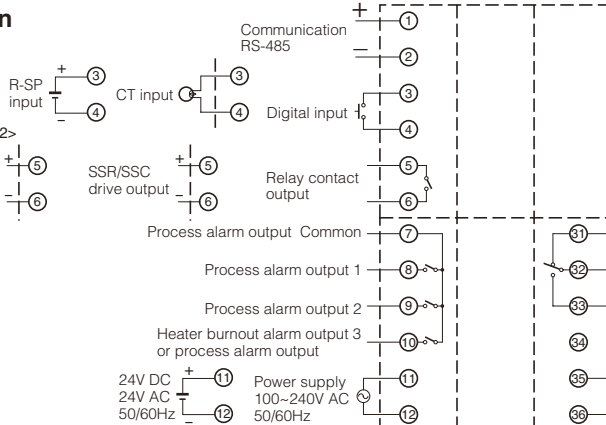 n
+
Communication
RS-485
1
−
2
R-SP
input
+
3
−
4
CT input
3
4
Digital input
3
4
2>
+
5
−
6
SSR/SSC
drive output
+
5
−
6
Relay contact
output
5
6
Process alarm output Common
7
31
Process alarm output 1
8
32
Process alarm output 2
9
33
Heater burnout alarm output 3
or process alarm output
10
34
24V DC
24V AC
50/60Hz
+
11
−
12
Power supply
100~240V AC
50/60Hz
11
12
35
36